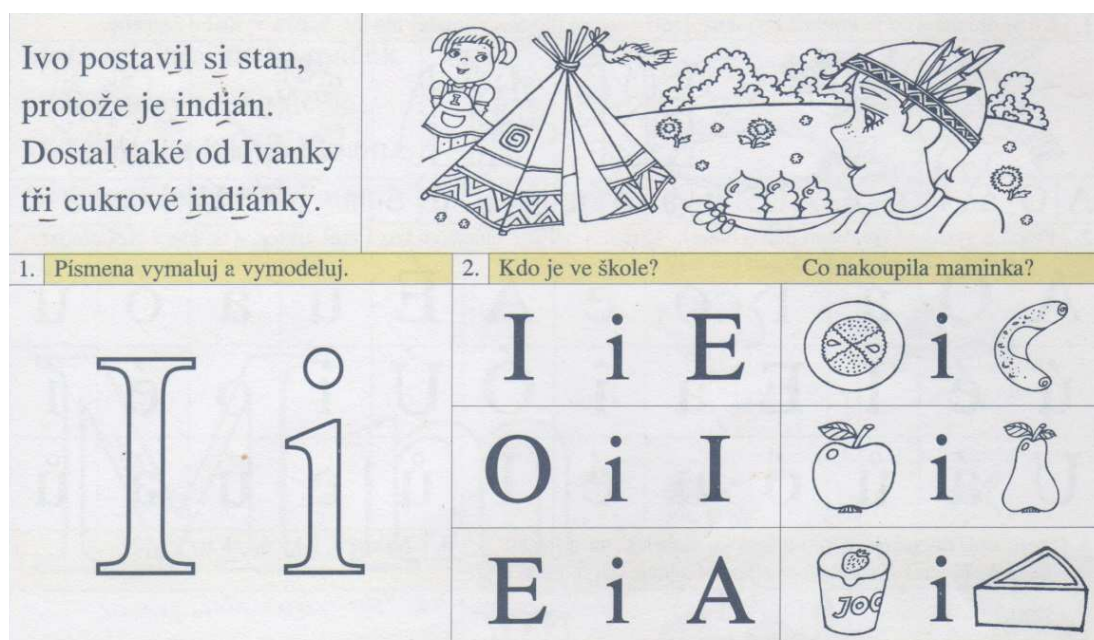 Ivo postavil si stan,
protože je indián.
Dostal také od Ivanky
tři cukrové indiánky.
I
1. Písmena vymaluj a vymodeluj.
I i
2. Kdo je ve škole? Co nakoupila maminka?
I i E i
O i I i
E i A JOG i